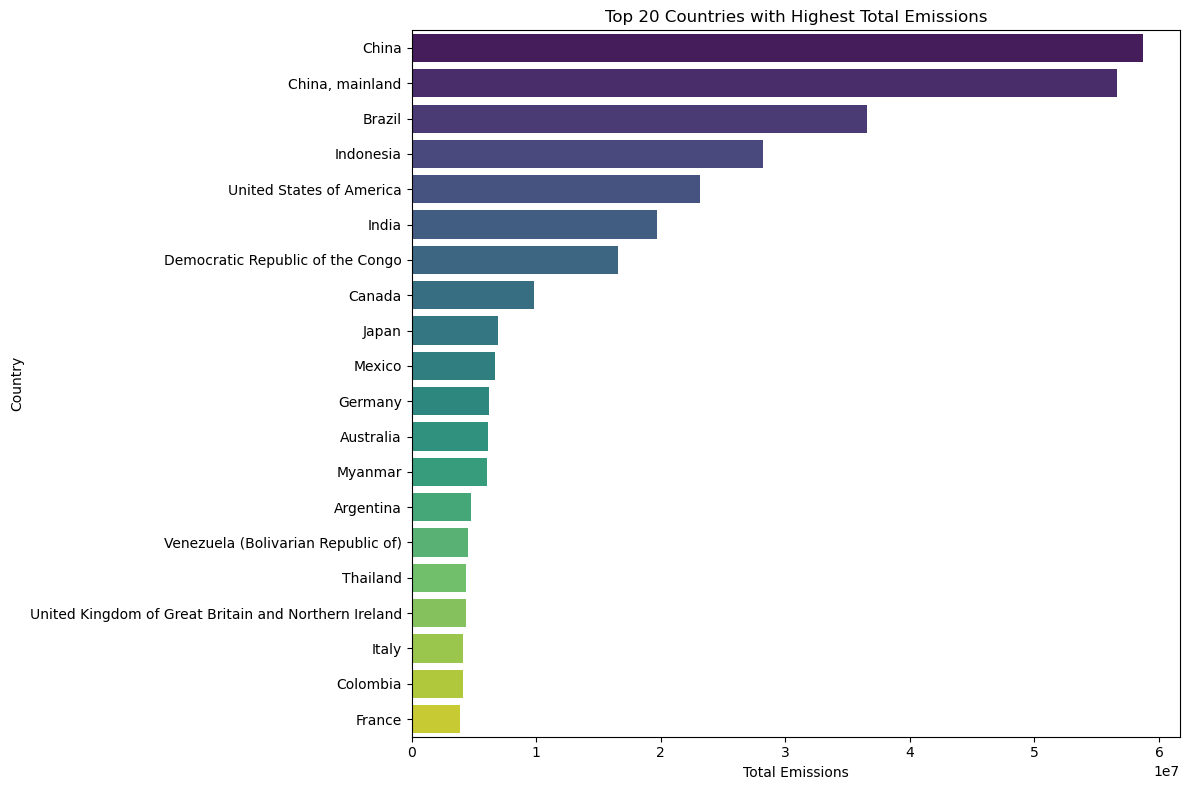 Top 20 Countries with Highest Total Emissions
Country
China
China, mainland
Brazil
Indonesia
United States of America
India
Democratic Republic of the Congo
Canada
Japan
Mexico
Germany
Australia
Myanmar
Argentina
Venezuela (Bolivarian Republic of)
Thailand
United Kingdom of Great Britain and Northern Ireland
Italy
Colombia
France
0 1 2 3 4 5 6
1e7
Total Emissions